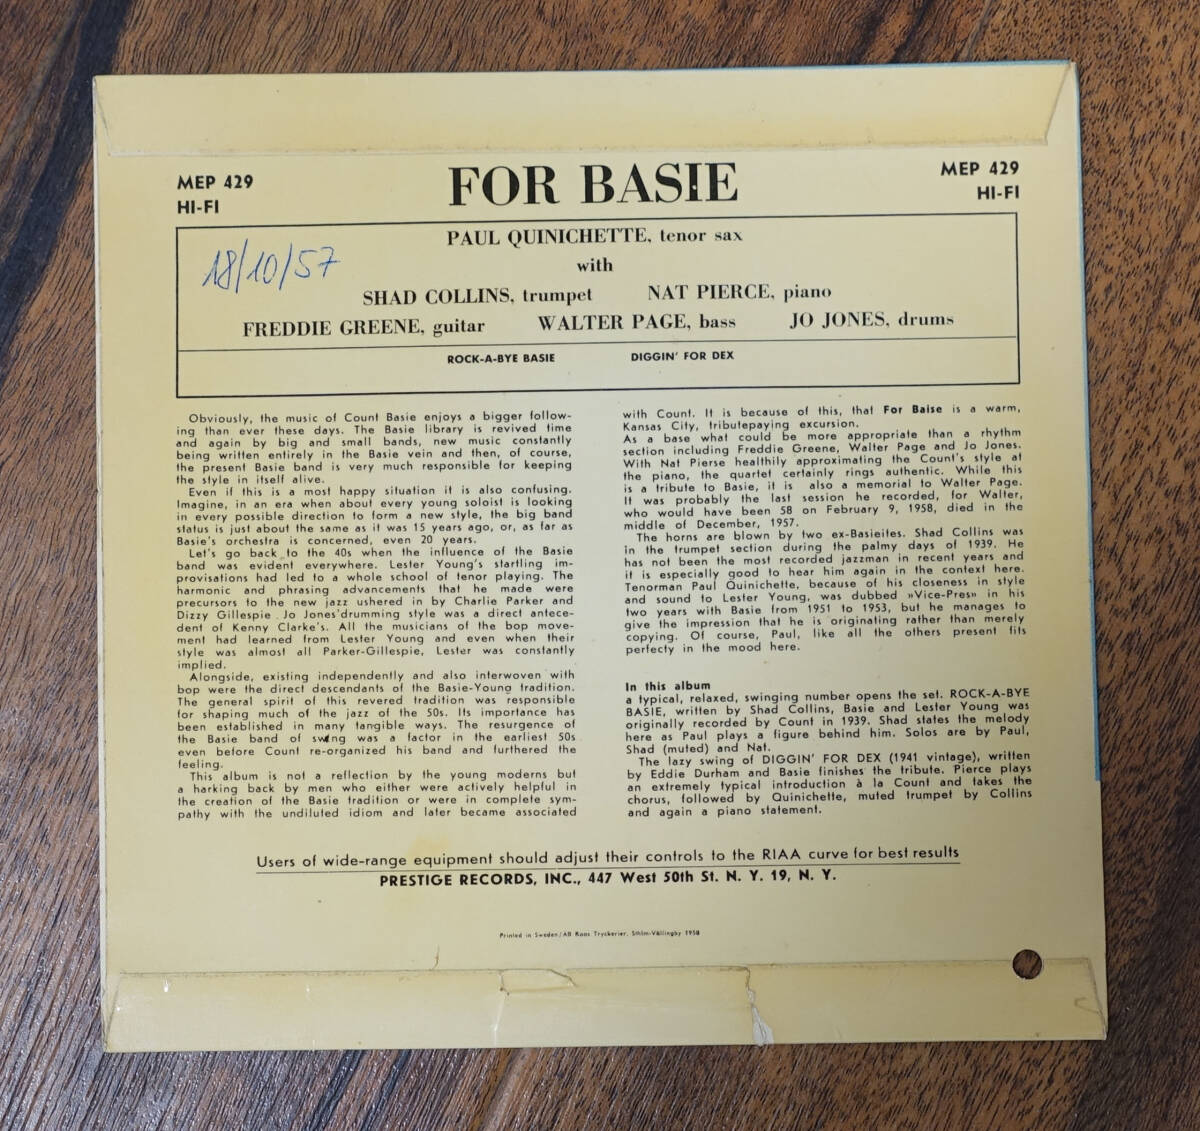 MEP 429
HI-FI
FOR BASIE
MEP 429
HI-FI
PAUL QUINICHETTE, tenor sax
18/10/57
with
SHAD COLLINS, trumpet NAT PIERCE, piano
FREDDIE GREENE, guitar WALTER PAGE, bass JO JONES, drums
ROCK-A-BYE BASIE DIGGIN' FOR DEX
Obviously, the music of Count Basie enjoys a bigger follow-
ing than ever these days. The Basie library is revived time
and again by big and small bands, new music constantly
being written entirely in the Basie vein and then, of course,
the present Basie band is very much responsible for keeping
the style in itself alive.
Even if this is a most happy situation it is also confusing.
Imagine, in an era when about every young soloist is looking
in every possible direction to form a new style, the big band
status is just about the same as it was 15 years ago, or, as far as
Basie's orchestra is concerned, even 20 years.
Let's go back to the 40s when the influence of the Basie
band was evident everywhere. Lester Young's startling im-
provisations had led to a whole school of tenor playing. The
harmonic and phrasing advancements that he made were
precursors to the new jazz ushered in by Charlie Parker and
Dizzy Gillespie. Jo Jones'drumming style was a direct antece-
dent of Kenny Clarke's. All the musicians of the bop move-
ment had learned from Lester Young and even when their
style was almost all Parker-Gillespie, Lester was constantly
implied.
Alongside, existing independently and also interwoven with
bop were the direct descendants of the Basie-Young tradition.
The general spirit of this revered tradition was responsible
for shaping much of the jazz of the 50s. Its importance has
been established in many tangible ways. The resurgence of
the Basie band of swing was a factor in the earliest 50s
even before Count re-organized his band and furthered the
feeling.
This album is not a reflection by the young moderns but
a harking back by men who either were actively helpful in
the creation of the Basie tradition or were in complete sym-
pathy with the undiluted idiom and later became associated
with Count. It is because of this, that For Baise is a warm,
Kansas City, tributepaying excursion.
As a base what could be more appropriate than a rhythm
section including Freddie Greene, Walter Page and Jo Jones.
With Nat Pierse healthily approximating the Count's style at
the piano, the quartet certainly rings authentic. While this
is a tribute to Basie, it is also a memorial to Walter Page.
It was probably the last session he recorded, for Walter,
who would have been 58 on February 9, 1958, died in the
middle of December, 1957.
The horns are blown by two ex-Basieites. Shad Collins was
in the trumpet section during the palmy days of 1939. He
has not been the most recorded jazzman in recent years and
it is especially good to hear him again in the context here.
Tenorman Paul Quinichette, because of his closeness in style
and sound to Lester Young, was dubbed »Vice-Pres» in his
two years with Basie from 1951 to 1953, but he manages to
give the impression that he is originating rather than merely
copying. Of course, Paul, like all the others present fits
perfecty in the mood here.
In this album
a typical, relaxed, swinging number opens the set. ROCK-A-BYE
BASIE, written by Shad Collins, Basie and Lester Young was
originally recorded by Count in 1939. Shad states the melody
here as Paul plays a figure behind him. Solos are by Paul,
Shad (muted) and Nat.
The lazy swing of DIGGIN' FOR DEX (1941 vintage), written
by Eddie Durham and Basie finishes the tribute. Pierce plays
an extremely typical introduction à la Count and takes the
chorus, followed by Quinichette, muted trumpet by Collins
and again a piano statement.
Users of wide-range equipment should adjust their controls to the RIAA curve for best results
PRESTIGE RECORDS, INC., 447 West 50th St. N. Y. 19, N. Y.
Printed in Sweden/AB Kaos Tryckerier, Sthlm-Vällingby 1958